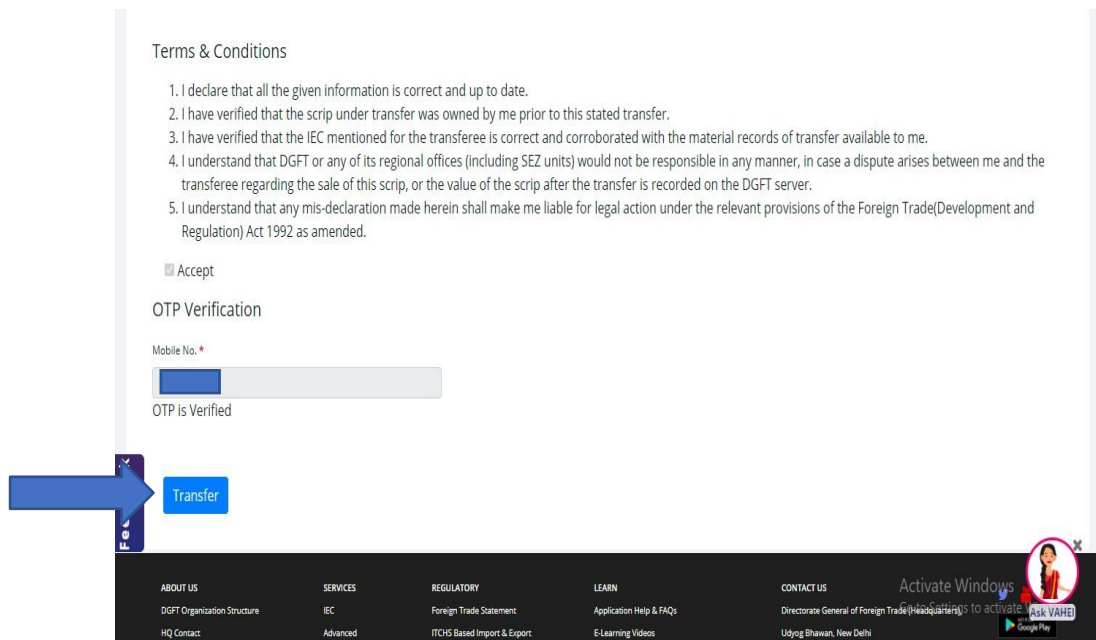 Terms & Conditions
1. I declare that all the given information is correct and up to date.
2. I have verified that the scrip under transfer was owned by me prior to this stated transfer.
3. I have verified that the IEC mentioned for the transferee is correct and corroborated with the material records of transfer available to me.
4. I understand that DGFT or any of its regional offices (including SEZ units) would not be responsible in any manner, in case a dispute arises between me and the
transferee regarding the sale of this scrip, or the value of the scrip after the transfer is recorded on the DGFT server.
5. I understand that any mis-declaration made herein shall make me liable for legal action under the relevant provisions of the Foreign Trade(Development and
Regulation) Act 1992 as amended.
Accept
OTP Verification
Mobile No. *
OTP is Verified
Transfer
ABOUT US
SERVICES
REGULATORY
LEARN
CONTACT US
Activate Windows
DGFT Organization Structure
IEC
Foreign Trade Statement
Application Help & FAQs
Directorate General of Foreign Trade (Headquarters),
Go to Settings to activate
Ask VAHEI
HQ Contact
Advanced
ITCHS Based Import & Export
E-Learning Videos
Udyog Bhawan, New Delhi
Google Play